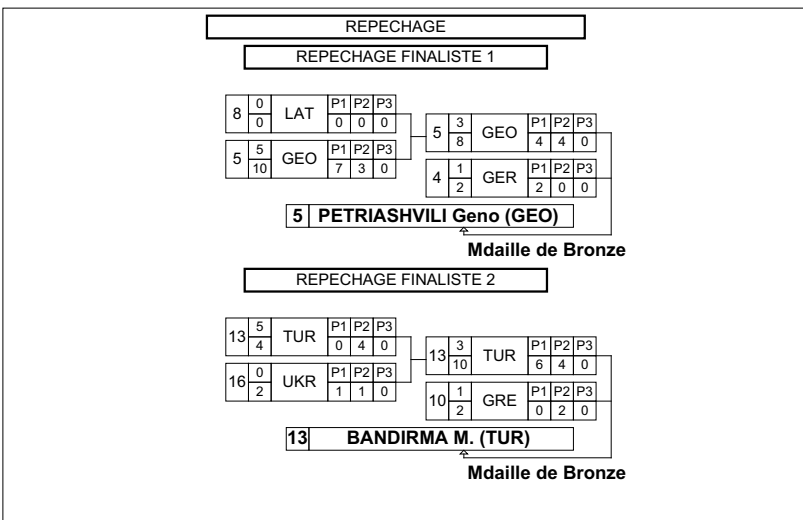 REPECHAGE
REPECHAGE FINALISTE 1
8 0 0 LAT P1 P2 P3 0 0 0
5 5 10 GEO P1 P2 P3 7 3 0
5 3 8 GEO P1 P2 P3 4 4 0
4 1 2 GER P1 P2 P3 2 0 0
5 PETRIASHVILI Geno (GEO)
Mdaille de Bronze
REPECHAGE FINALISTE 2
13 5 4 TUR P1 P2 P3 0 4 0
16 0 2 UKR P1 P2 P3 1 1 0
13 3 10 TUR P1 P2 P3 6 4 0
10 1 2 GRE P1 P2 P3 0 2 0
13 BANDIRMA M. (TUR)
Mdaille de Bronze